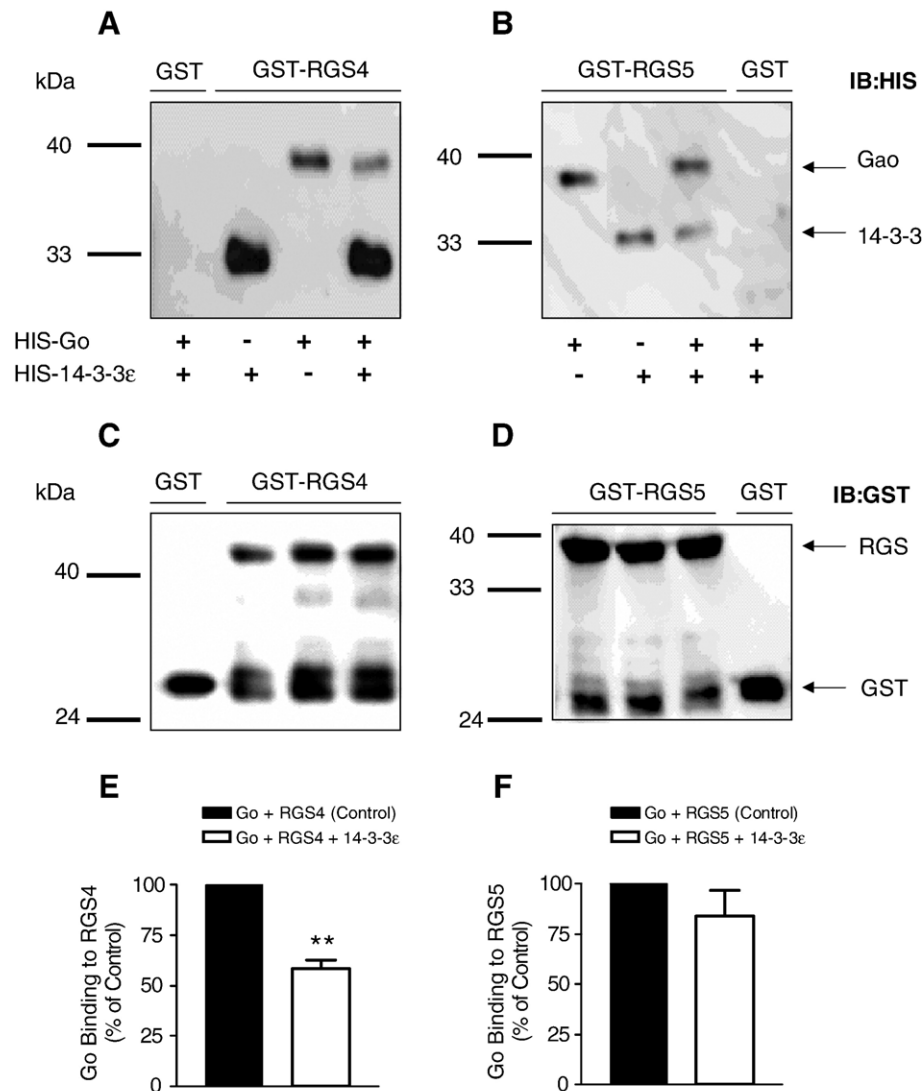 A
B
GST GST-RGS4
GST-RGS5 GST
kDa
IB:HIS
40
33
40
33
Gao
14-3-3
HIS-Go + - + +
HIS-14-3-3ε + + - +
+ - + +
- + + +
C
D
kDa
GST GST-RGS4
GST-RGS5 GST
IB:GST
40
24
40
33
24
RGS
GST
E
Go + RGS4 (Control)
Go + RGS4 + 14-3-3ε
Go Binding to RGS4
(% of Control)
100
75
50
25
0
**
F
Go + RGS5 (Control)
Go + RGS5 + 14-3-3ε
Go Binding to RGS5
(% of Control)
100
75
50
25
0